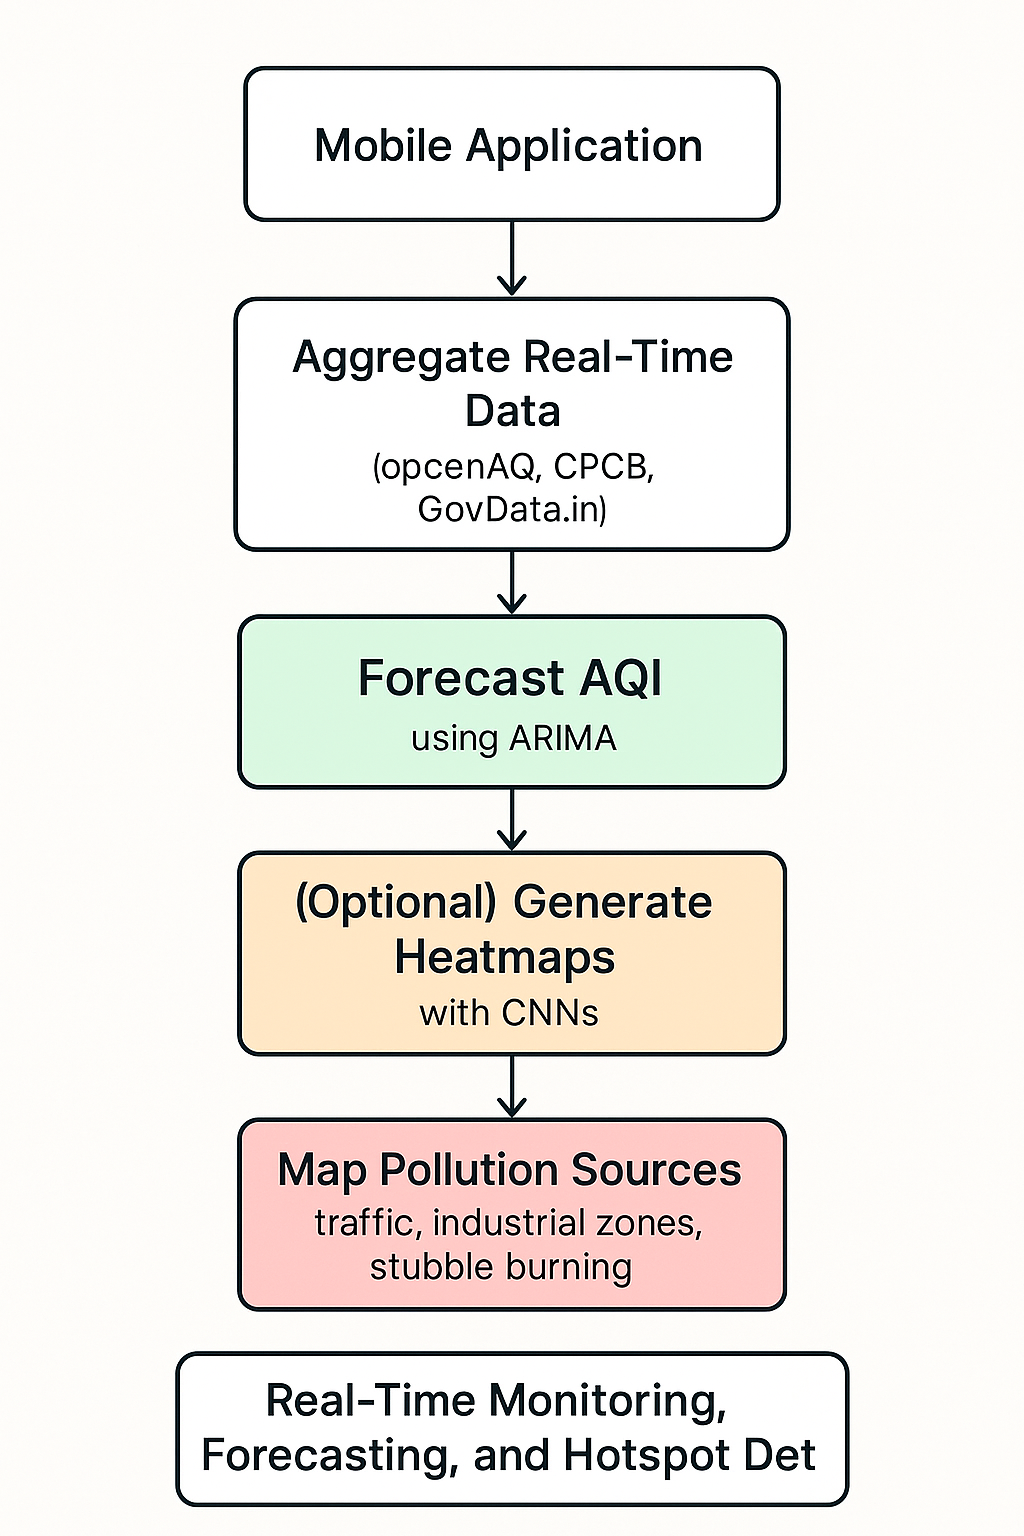 Mobile Application
Aggregate Real-Time
Data
(opcenAQ, CPCB,
GovData.in)
Forecast AQI
using ARIMA
(Optional) Generate
Heatmaps
with CNNs
Map Pollution Sources
traffic, industrial zones,
stubble burning
Real-Time Monitoring,
Forecasting, and Hotspot Det